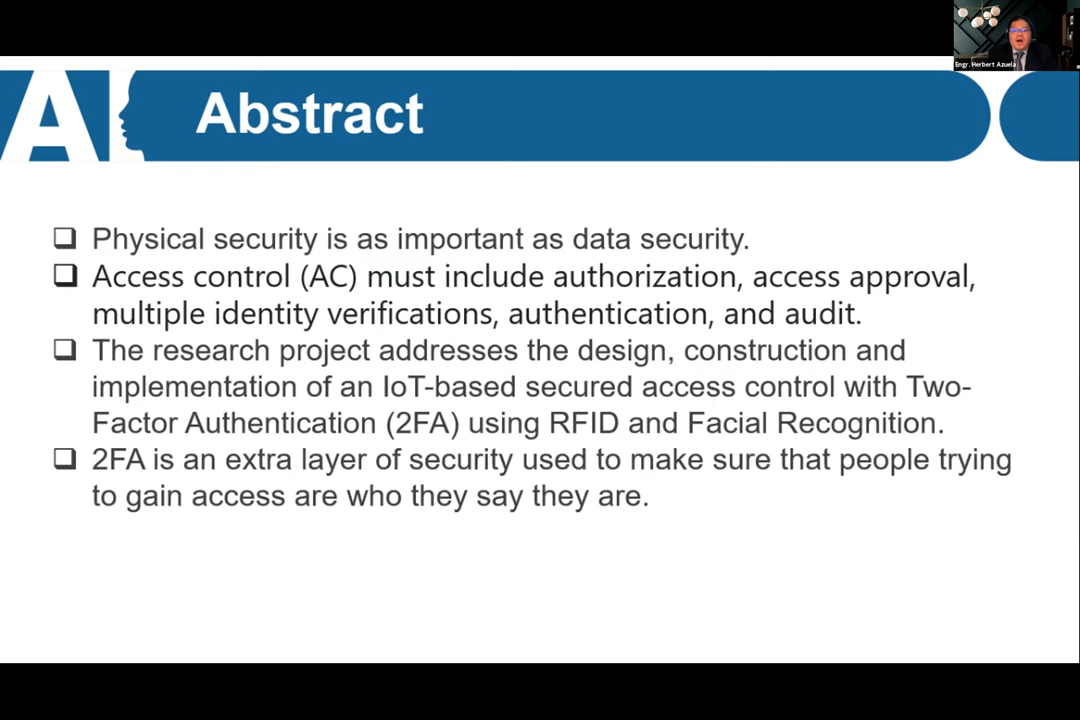 Engr. Herbert Azuela
AI
Abstract
Physical security is as important as data security.
Access control (AC) must include authorization, access approval,
multiple identity verifications, authentication, and audit.
The research project addresses the design, construction and
implementation of an IoT-based secured access control with Two-
Factor Authentication (2FA) using RFID and Facial Recognition.
2FA is an extra layer of security used to make sure that people trying
to gain access are who they say they are.